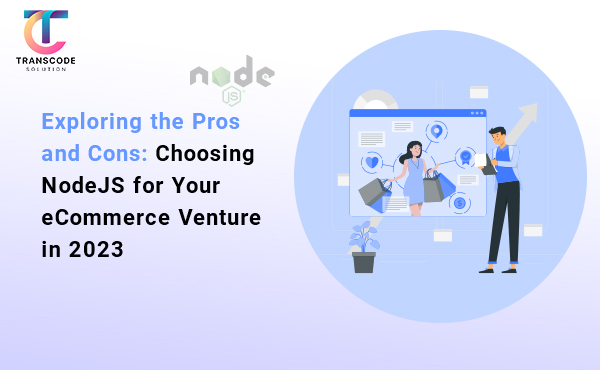 TRANSCODE
SOLUTION
node
JS
Exploring the Pros
and Cons: Choosing
NodeJS for Your
eCommerce Venture
in 2023